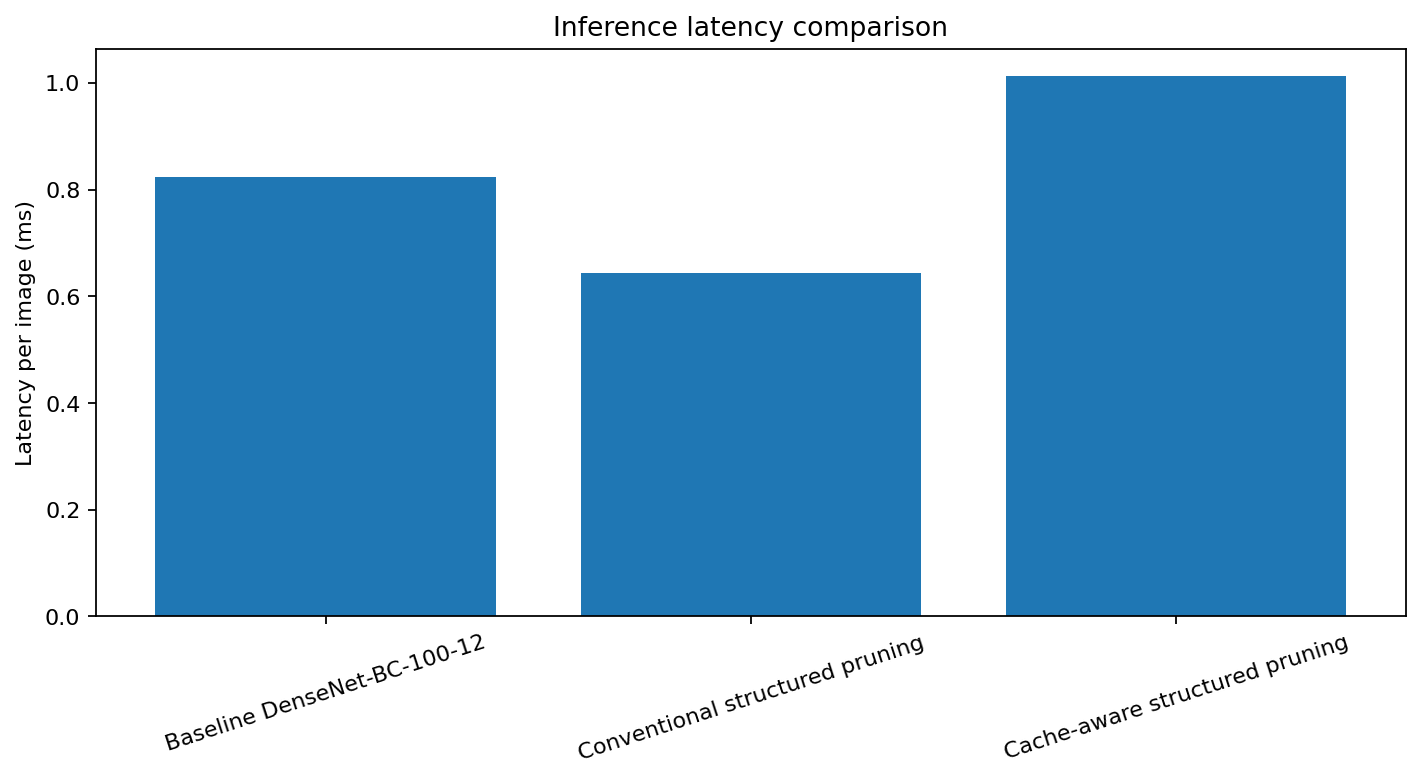 Inference latency comparison
Latency per image (ms)
1.0
0.8
0.6
0.4
0.2
0.0
Baseline DenseNet-BC-100-12
Conventional structured pruning
Cache-aware structured pruning